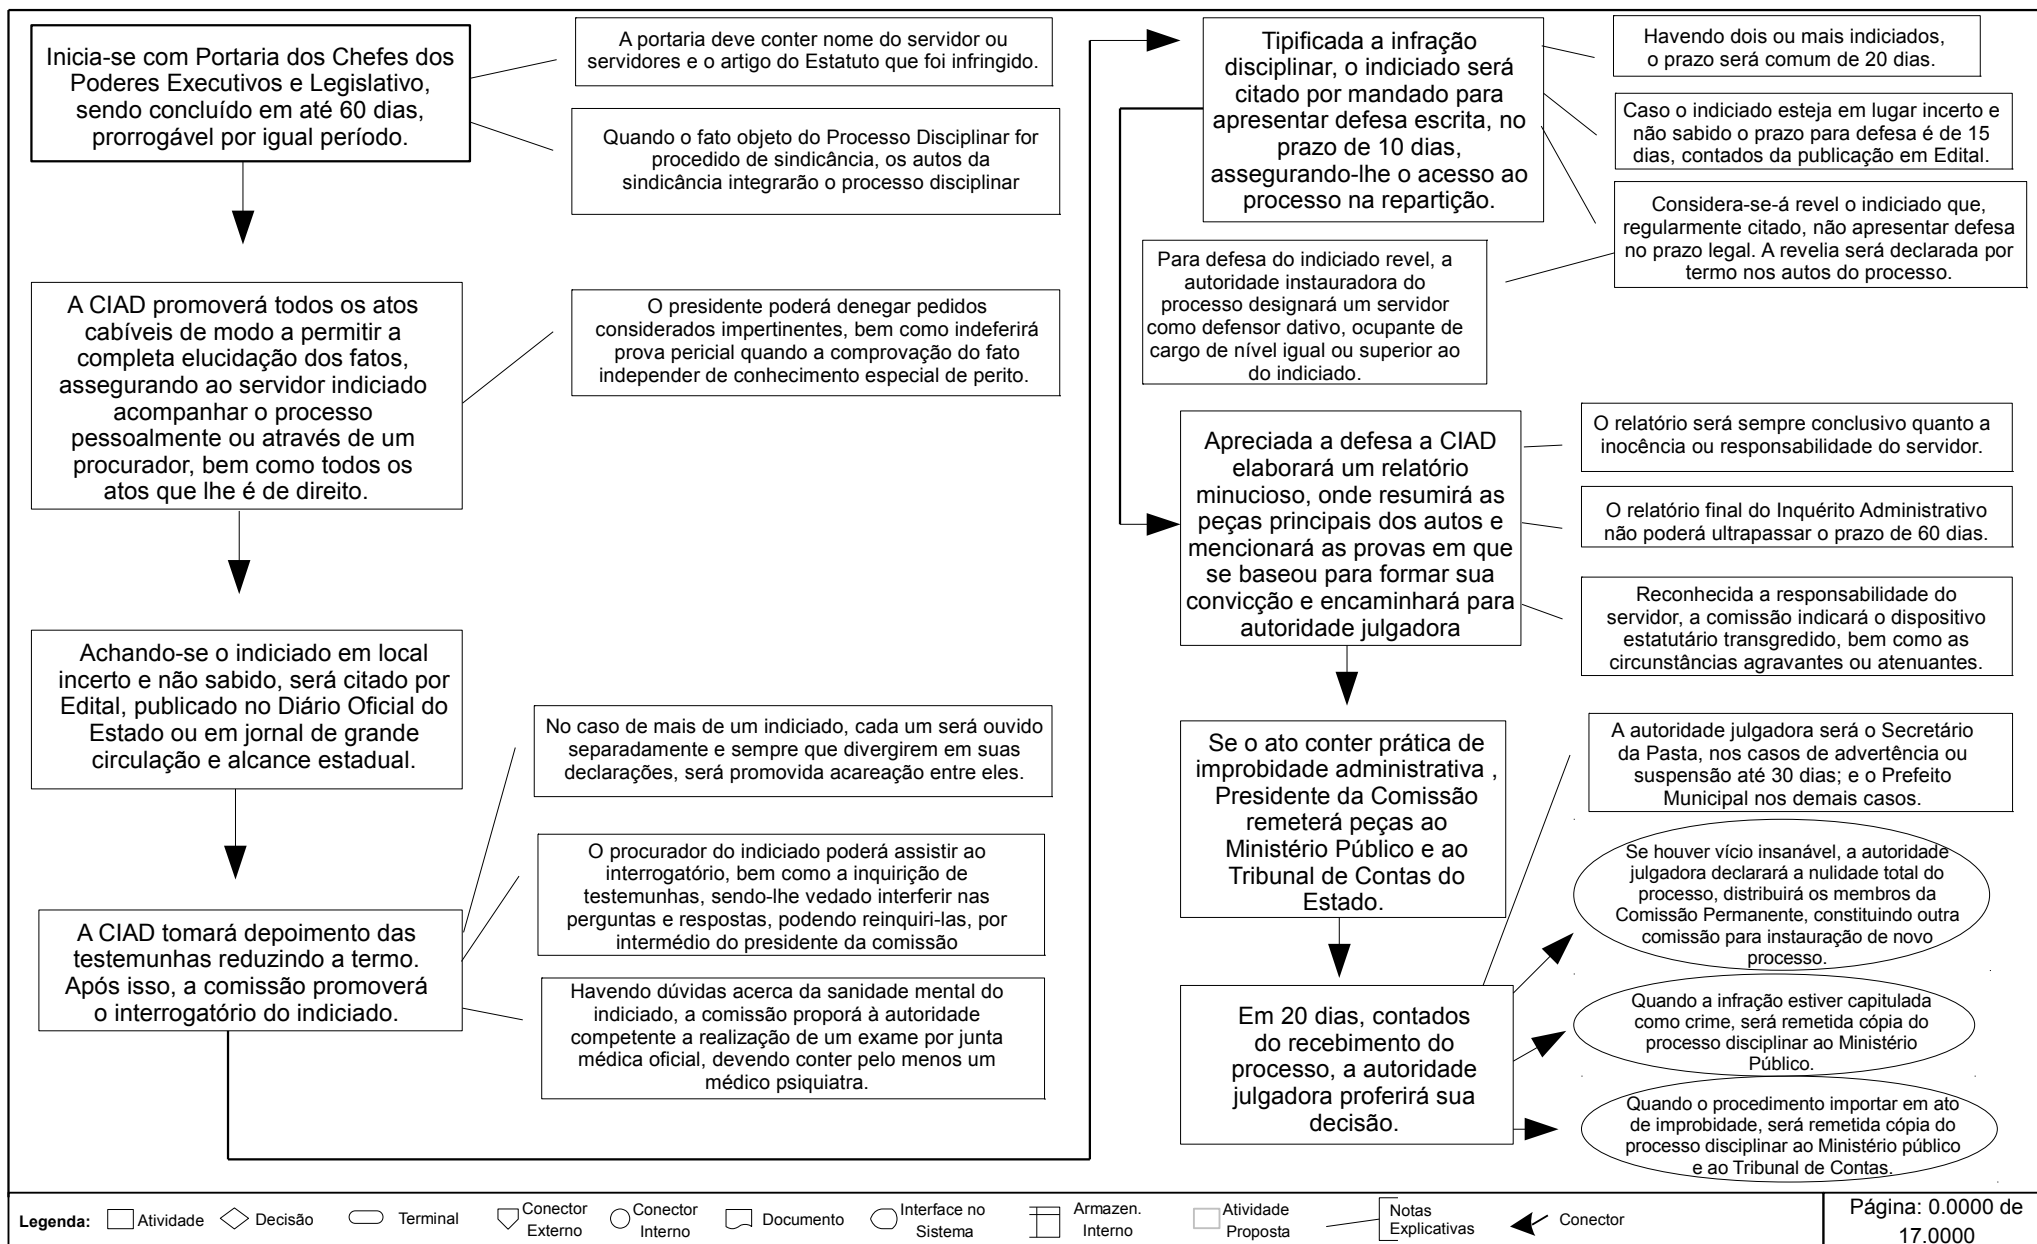 Inicia-se com Portaria dos Chefes dos
Poderes Executivos e Legislativo,
sendo concluído em até 60 dias,
prorrogável por igual período.
A portaria deve conter nome do servidor ou
servidores e o artigo do Estatuto que foi infringido.
Quando o fato objeto do Processo Disciplinar for
procedido de sindicância, os autos da
sindicância integrarão o processo disciplinar
A CIAD promoverá todos os atos
cabíveis de modo a permitir a
completa elucidação dos fatos,
assegurando ao servidor indiciado
acompanhar o processo
pessoalmente ou através de um
procurador, bem como todos os
atos que lhe é de direito.
O presidente poderá denegar pedidos
considerados impertinentes, bem como indeferirá
prova pericial quando a comprovação do fato
independer de conhecimento especial de perito.
Achando-se o indiciado em local
incerto e não sabido, será citado por
Edital, publicado no Diário Oficial do
Estado ou em jornal de grande
circulação e alcance estadual.
No caso de mais de um indiciado, cada um será ouvido
separadamente e sempre que divergirem em suas
declarações, será promovida acareação entre eles.
O procurador do indiciado poderá assistir ao
interrogatório, bem como a inquirição de
testemunhas, sendo-lhe vedado interferir nas
perguntas e respostas, podendo reinquiri-las, por
intermédio do presidente da comissão
A CIAD tomará depoimento das
testemunhas reduzindo a termo.
Após isso, a comissão promoverá
o interrogatório do indiciado.
Havendo dúvidas acerca da sanidade mental do
indiciado, a comissão proporá à autoridade
competente a realização de um exame por junta
médica oficial, devendo conter pelo menos um
médico psiquiatra.
Tipificada a infração
disciplinar, o indiciado será
citado por mandado para
apresentar defesa escrita, no
prazo de 10 dias,
assegurando-lhe o acesso ao
processo na repartição.
Havendo dois ou mais indiciados,
o prazo será comum de 20 dias.
Caso o indiciado esteja em lugar incerto e
não sabido o prazo para defesa é de 15
dias, contados da publicação em Edital.
Considera-se-á revel o indiciado que,
regularmente citado, não apresentar defesa
no prazo legal. A revelia será declarada por
termo nos autos do processo.
Para defesa do indiciado revel, a
autoridade instauradora do
processo designará um servidor
como defensor dativo, ocupante de
cargo de nível igual ou superior ao
do indiciado.
Apreciada a defesa a CIAD
elaborará um relatório
minucioso, onde resumirá as
peças principais dos autos e
mencionará as provas em que
se baseou para formar sua
convicção e encaminhará para
autoridade julgadora
O relatório será sempre conclusivo quanto a
inocência ou responsabilidade do servidor.
O relatório final do Inquérito Administrativo
não poderá ultrapassar o prazo de 60 dias.
Reconhecida a responsabilidade do
servidor, a comissão indicará o dispositivo
estatutário transgredido, bem como as
circunstâncias agravantes ou atenuantes.
Se o ato conter prática de
improbidade administrativa ,
Presidente da Comissão
remeterá peças ao
Ministério Público e ao
Tribunal de Contas do
Estado.
A autoridade julgadora será o Secretário
da Pasta, nos casos de advertência ou
suspensão até 30 dias; e o Prefeito
Municipal nos demais casos.
Se houver vício insanável, a autoridade
julgadora declarará a nulidade total do
processo, distribuirá os membros da
Comissão Permanente, constituindo outra
comissão para instauração de novo
processo.
Em 20 dias, contados
do recebimento do
processo, a autoridade
julgadora proferirá sua
decisão.
Quando a infração estiver capitulada
como crime, será remetida cópia do
processo disciplinar ao Ministério
Público.
Quando o procedimento importar em ato
de improbidade, será remetida cópia do
processo disciplinar ao Ministério público
e ao Tribunal de Contas.
Legenda:
Atividade
Decisão
Terminal
Conector
Externo
Conector
Interno
Documento
Interface no
Sistema
Armazen.
Interno
Atividade
Proposta
Notas
Explicativas
Conector
Página: 0.0000 de
17.0000